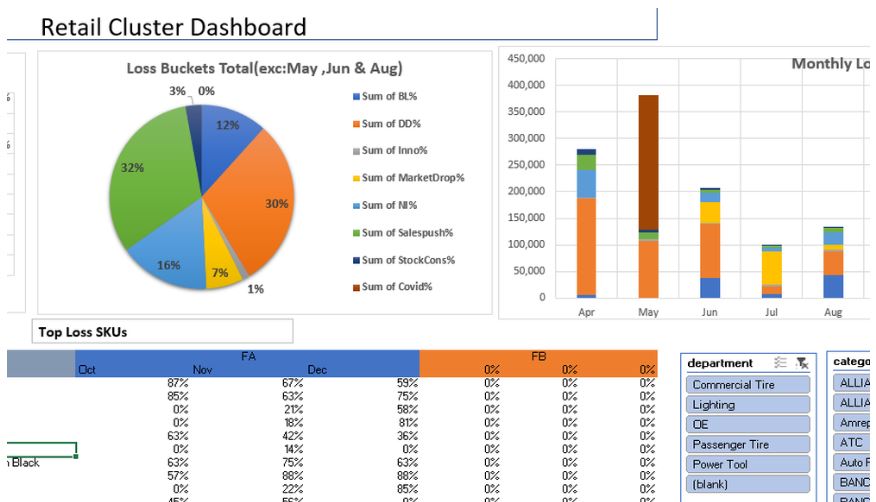 Retail Cluster Dashboard
Loss Buckets Total(exc:May ,Jun & Aug)
3% 0%
12%
32%
30%
16%
7%
1%
Sum of BL%
Sum of DD%
Sum of Inno%
Sum of MarketDrop%
Sum of NI%
Sum of Salespush%
Sum of StockCons%
Sum of Covid%
Monthly Lo
450,000
400,000
350,000
300,000
250,000
200,000
150,000
100,000
50,000
0
Apr May Jun Jul Aug
Top Loss SKUs
FA FB
Oct Nov Dec 0% 0% 0%
87% 67% 59% 0% 0% 0%
85% 63% 75% 0% 0% 0%
0% 21% 58% 0% 0% 0%
0% 18% 81% 0% 0% 0%
63% 42% 36% 0% 0% 0%
0% 14% 0% 0% 0% 0%
n Black 63% 75% 63% 0% 0% 0%
57% 88% 88% 0% 0% 0%
0% 22% 85% 0% 0% 0%
45% 56% 0% 0% 0% 0%
department
Commercial Tire
Lighting
OE
Passenger Tire
Power Tool
(blank)
catego
ALLIA
ALLIA
Amrep
ATC
Auto F
BANC
BANC